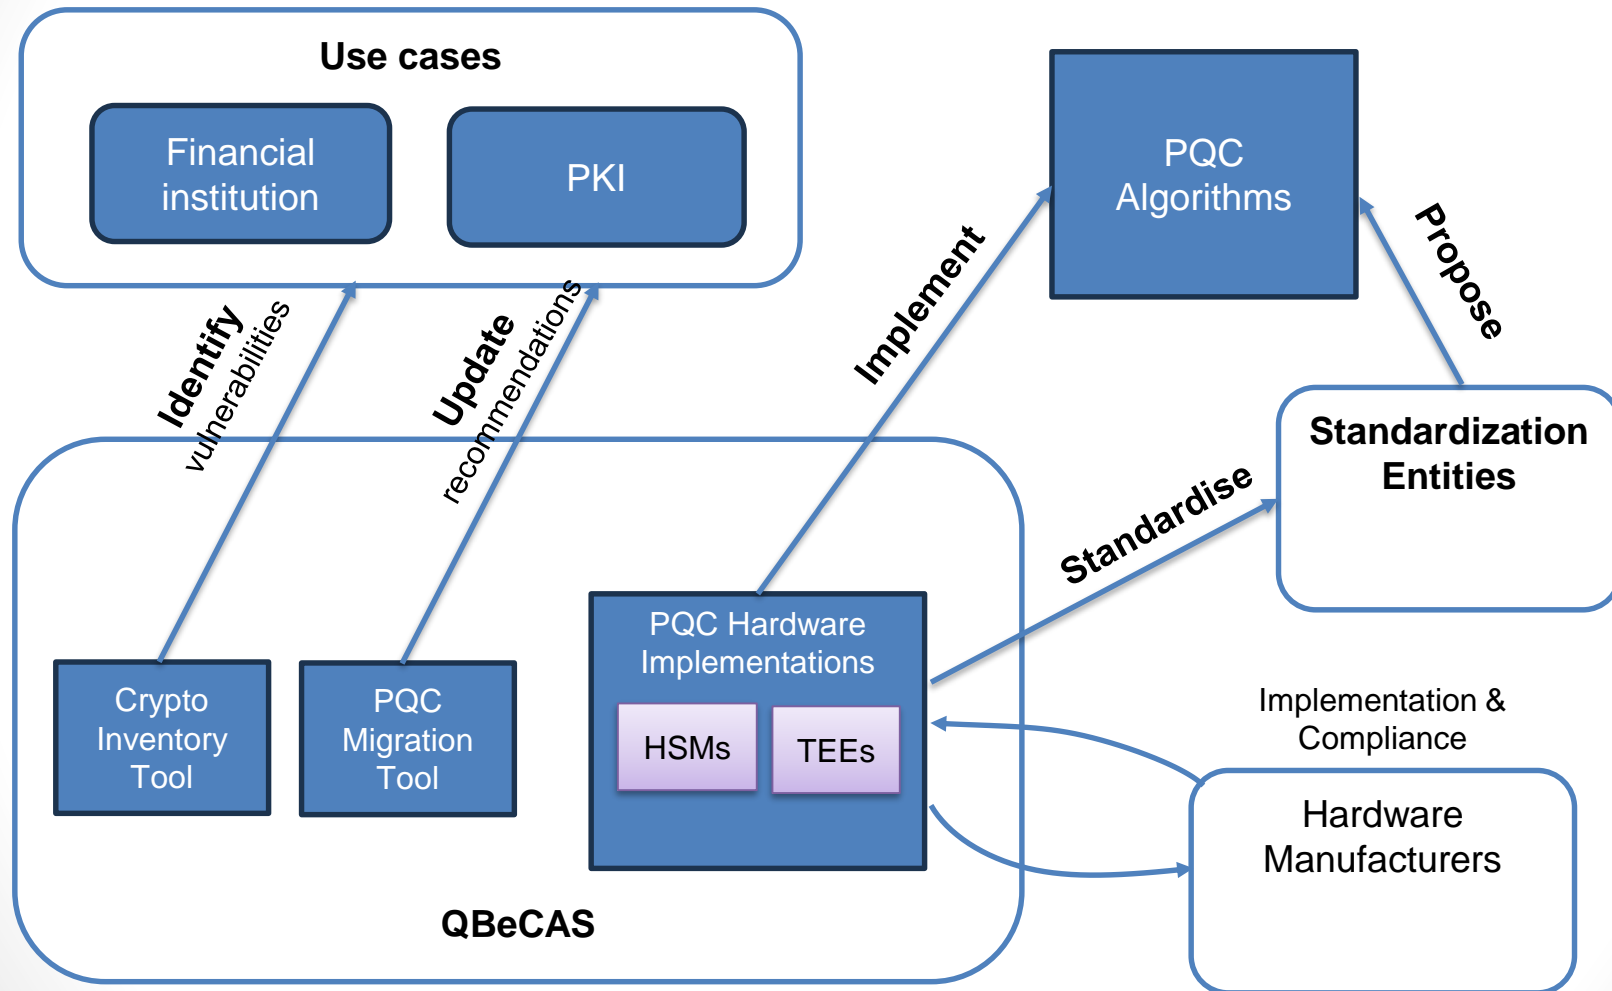 Use cases
Financial
institution
PKI
PQC
Algorithms
Identify
vulnerabilities
Update
recommendations
Implement
Propose
Standardization
Entities
Standardise
Crypto
Inventory
Tool
PQC
Migration
Tool
PQC Hardware
Implementations
HSMs
TEEs
Implementation &
Compliance
Hardware
Manufacturers
QBeCAS